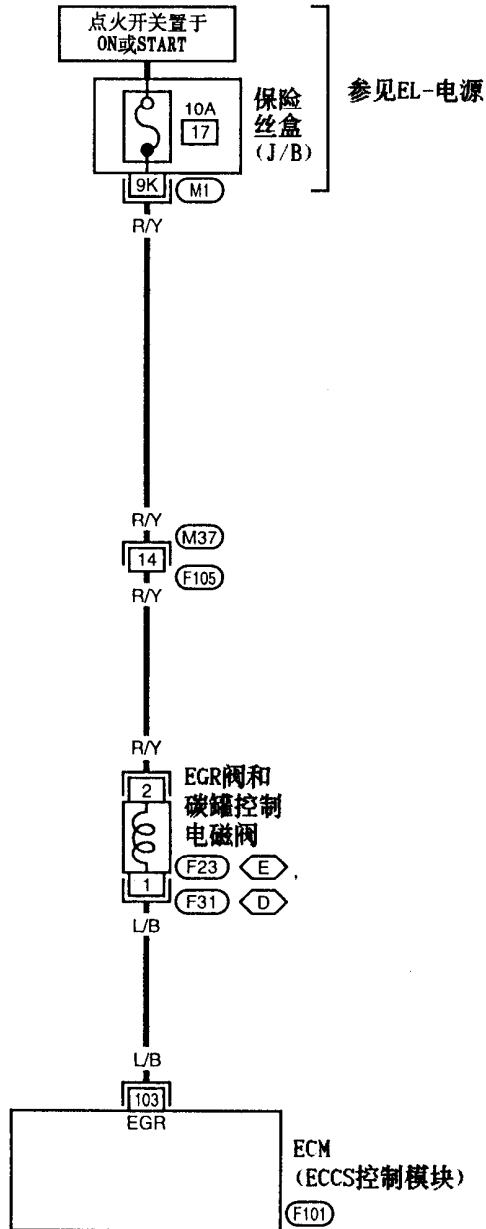 点火开关置于
ON或START
参见EL-电源
10A
17
保险
丝盒
(J/B)
9K
M1
R/Y
R/Y
M37
14
F105
R/Y
R/Y
2
EGR阀和
碳罐控制
电磁阀
F23 E ,
1
F31 D
L/B
L/B
103
EGR
ECM
(ECCS控制模块)
F101